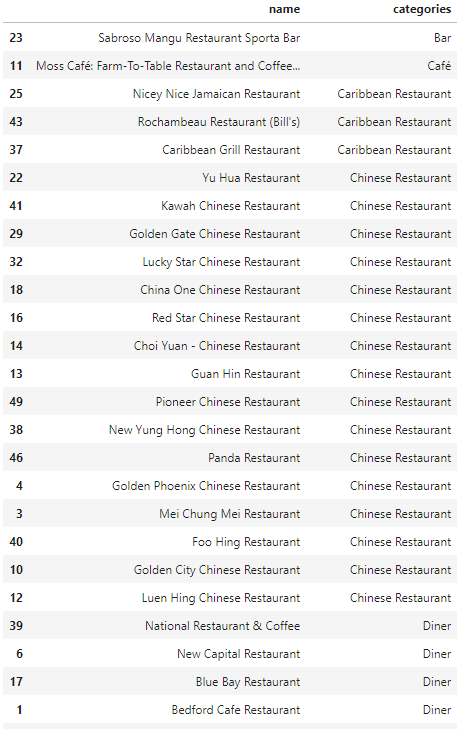 name categories
23 Sabroso Mangu Restaurant Sporta Bar Bar
11 Moss Café: Farm-To-Table Restaurant and Coffee... Café
25 Nicey Nice Jamaican Restaurant Caribbean Restaurant
43 Rochambeau Restaurant (Bill's) Caribbean Restaurant
37 Caribbean Grill Restaurant Caribbean Restaurant
22 Yu Hua Restaurant Chinese Restaurant
41 Kawah Chinese Restaurant Chinese Restaurant
29 Golden Gate Chinese Restaurant Chinese Restaurant
32 Lucky Star Chinese Restaurant Chinese Restaurant
18 China One Chinese Restaurant Chinese Restaurant
16 Red Star Chinese Restaurant Chinese Restaurant
14 Choi Yuan - Chinese Restaurant Chinese Restaurant
13 Guan Hin Restaurant Chinese Restaurant
49 Pioneer Chinese Restaurant Chinese Restaurant
38 New Yung Hong Chinese Restaurant Chinese Restaurant
46 Panda Restaurant Chinese Restaurant
4 Golden Phoenix Chinese Restaurant Chinese Restaurant
3 Mei Chung Mei Restaurant Chinese Restaurant
40 Foo Hing Restaurant Chinese Restaurant
10 Golden City Chinese Restaurant Chinese Restaurant
12 Luen Hing Chinese Restaurant Chinese Restaurant
39 National Restaurant & Coffee Diner
6 New Capital Restaurant Diner
17 Blue Bay Restaurant Diner
1 Bedford Cafe Restaurant Diner